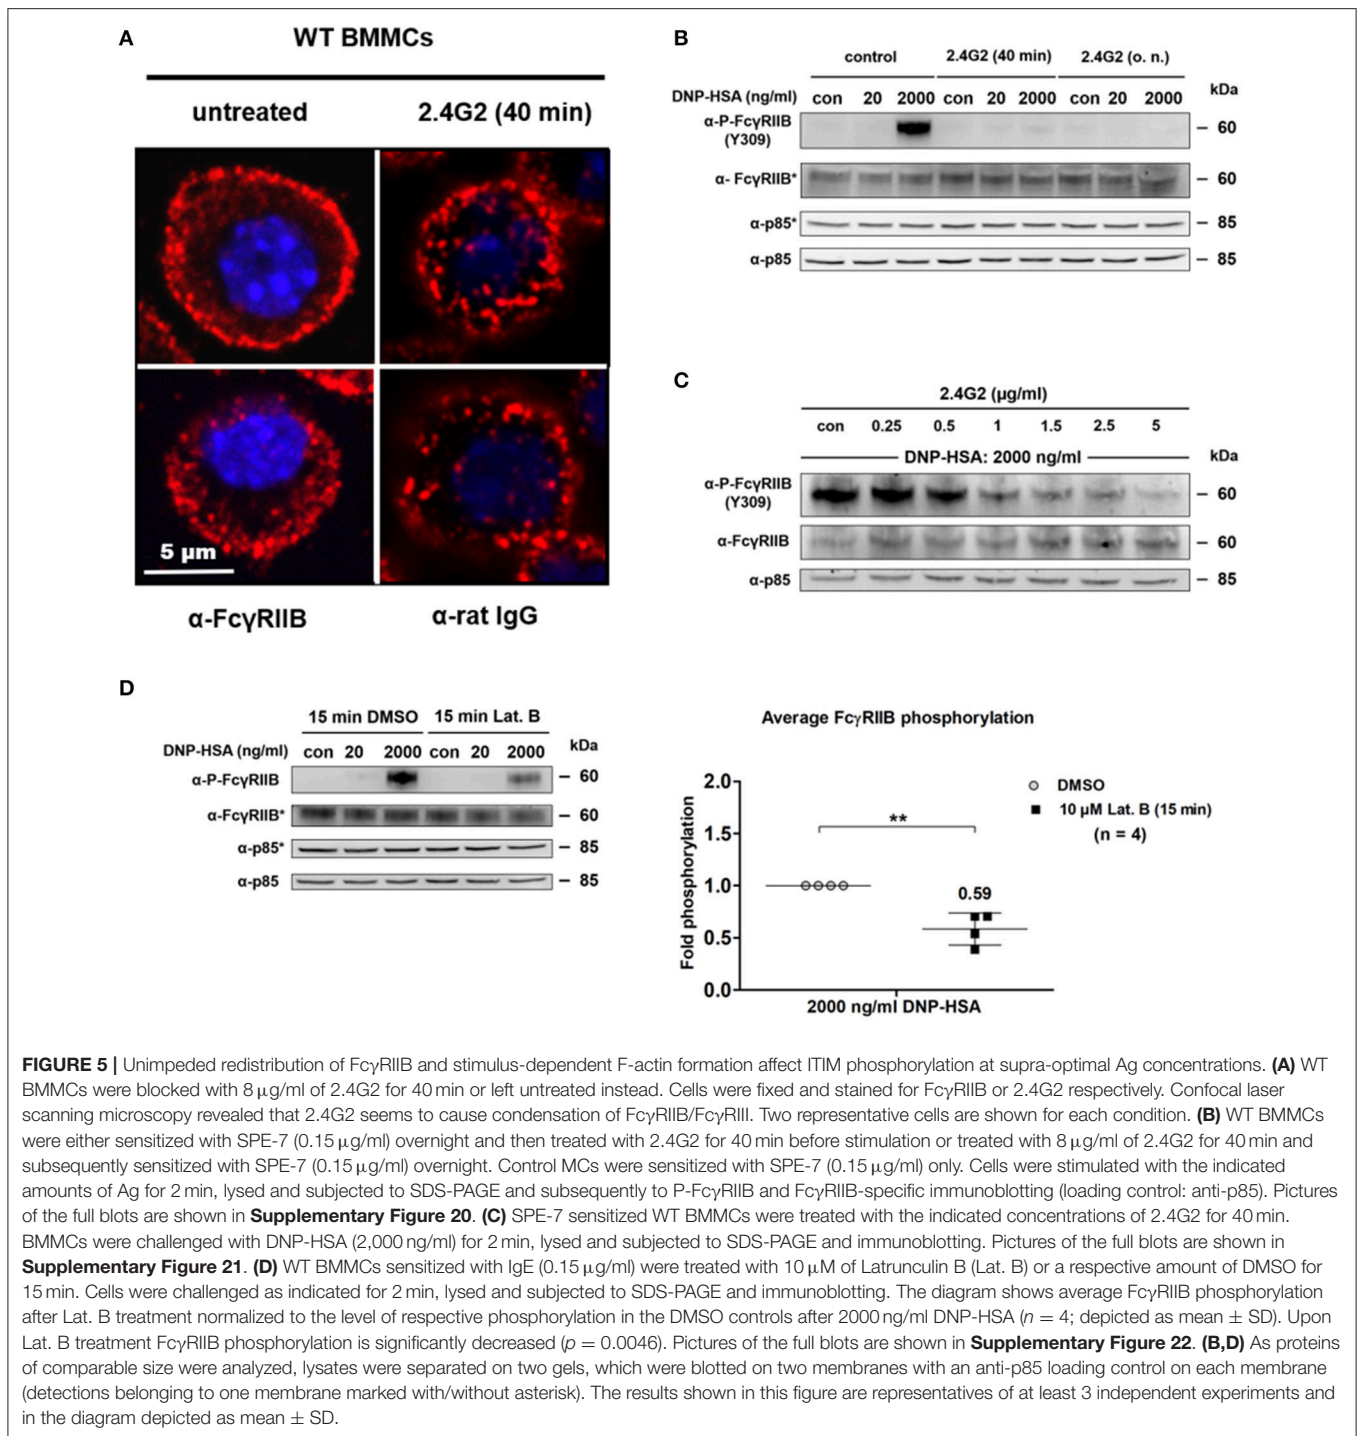 A
WT BMMCs
untreated 2.4G2 (40 min)
5 µm
α-FcγRIIB α-rat IgG
B
control 2.4G2 (40 min) 2.4G2 (o. n.)
DNP-HSA (ng/ml) con 20 2000 con 20 2000 con 20 2000 kDa
α-P-FcγRIIB
(Y309) – 60
α- FcγRIIB* – 60
α-p85* – 85
α-p85 – 85
C
2.4G2 (µg/ml)
con 0.25 0.5 1 1.5 2.5 5
DNP-HSA: 2000 ng/ml kDa
α-P-FcγRIIB
(Y309) – 60
α-FcγRIIB – 60
α-p85 – 85
D
15 min DMSO 15 min Lat. B
DNP-HSA (ng/ml) con 20 2000 con 20 2000 kDa
α-P-FcγRIIB – 60
α-FcγRIIB* – 60
α-p85* – 85
α-p85 – 85
Average FcγRIIB phosphorylation
Fold phosphorylation
2.0
1.5
1.0
0.5
0.0
**
0.59
DMSO
10 µM Lat. B (15 min)
(n = 4)
2000 ng/ml DNP-HSA
FIGURE 5 | Unimpeded redistribution of FcγRIIB and stimulus-dependent F-actin formation affect ITIM phosphorylation at supra-optimal Ag concentrations. (A) WT
BMMCs were blocked with 8 µg/ml of 2.4G2 for 40 min or left untreated instead. Cells were fixed and stained for FcγRIIB or 2.4G2 respectively. Confocal laser
scanning microscopy revealed that 2.4G2 seems to cause condensation of FcγRIIB/FcγRIII. Two representative cells are shown for each condition. (B) WT BMMCs
were either sensitized with SPE-7 (0.15 µg/ml) overnight and then treated with 2.4G2 for 40 min before stimulation or treated with 8 µg/ml of 2.4G2 for 40 min and
subsequently sensitized with SPE-7 (0.15 µg/ml) overnight. Control MCs were sensitized with SPE-7 (0.15 µg/ml) only. Cells were stimulated with the indicated
amounts of Ag for 2 min, lysed and subjected to SDS-PAGE and subsequently to P-FcγRIIB and FcγRIIB-specific immunoblotting (loading control: anti-p85). Pictures
of the full blots are shown in Supplementary Figure 20. (C) SPE-7 sensitized WT BMMCs were treated with the indicated concentrations of 2.4G2 for 40 min.
BMMCs were challenged with DNP-HSA (2,000 ng/ml) for 2 min, lysed and subjected to SDS-PAGE and immunoblotting. Pictures of the full blots are shown in
Supplementary Figure 21. (D) WT BMMCs sensitized with IgE (0.15 µg/ml) were treated with 10 µM of Latrunculin B (Lat. B) or a respective amount of DMSO for
15 min. Cells were challenged as indicated for 2 min, lysed and subjected to SDS-PAGE and immunoblotting. The diagram shows average FcγRIIB phosphorylation
after Lat. B treatment normalized to the level of respective phosphorylation in the DMSO controls after 2000 ng/ml DNP-HSA (n = 4; depicted as mean ± SD). Upon
Lat. B treatment FcγRIIB phosphorylation is significantly decreased (p = 0.0046). Pictures of the full blots are shown in Supplementary Figure 22. (B,D) As proteins
of comparable size were analyzed, lysates were separated on two gels, which were blotted on two membranes with an anti-p85 loading control on each membrane
(detections belonging to one membrane marked with/without asterisk). The results shown in this figure are representatives of at least 3 independent experiments and
in the diagram depicted as mean ± SD.